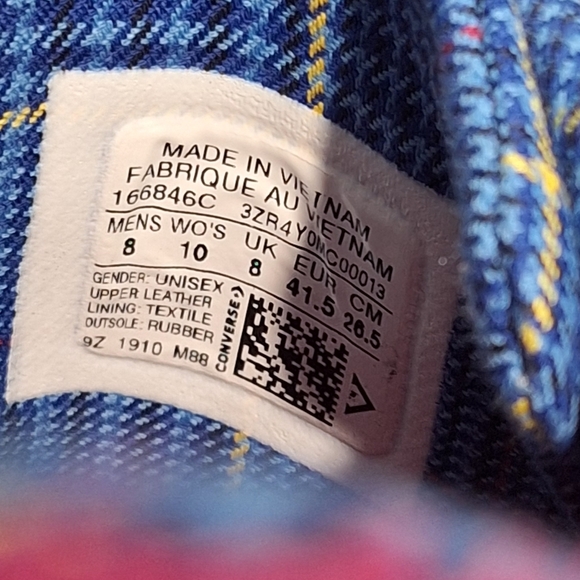 MADE IN VIETNAM
FABRIQUE AU VIETNAM
166846C 3ZR4Y0MC00013
MENS WO'S UK EUR CM
8 10 8 41.5 26.5
GENDER: UNISEX
UPPER LEATHER
LINING: TEXTILE
OUTSOLE: RUBBER
9Z 1910 M88
CONVERSE